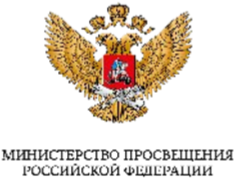 МИНИСТЕРСТВО ПРОСВЕЩЕНИЯ
РОССИЙСКОЙ ФЕДЕРАЦИИ